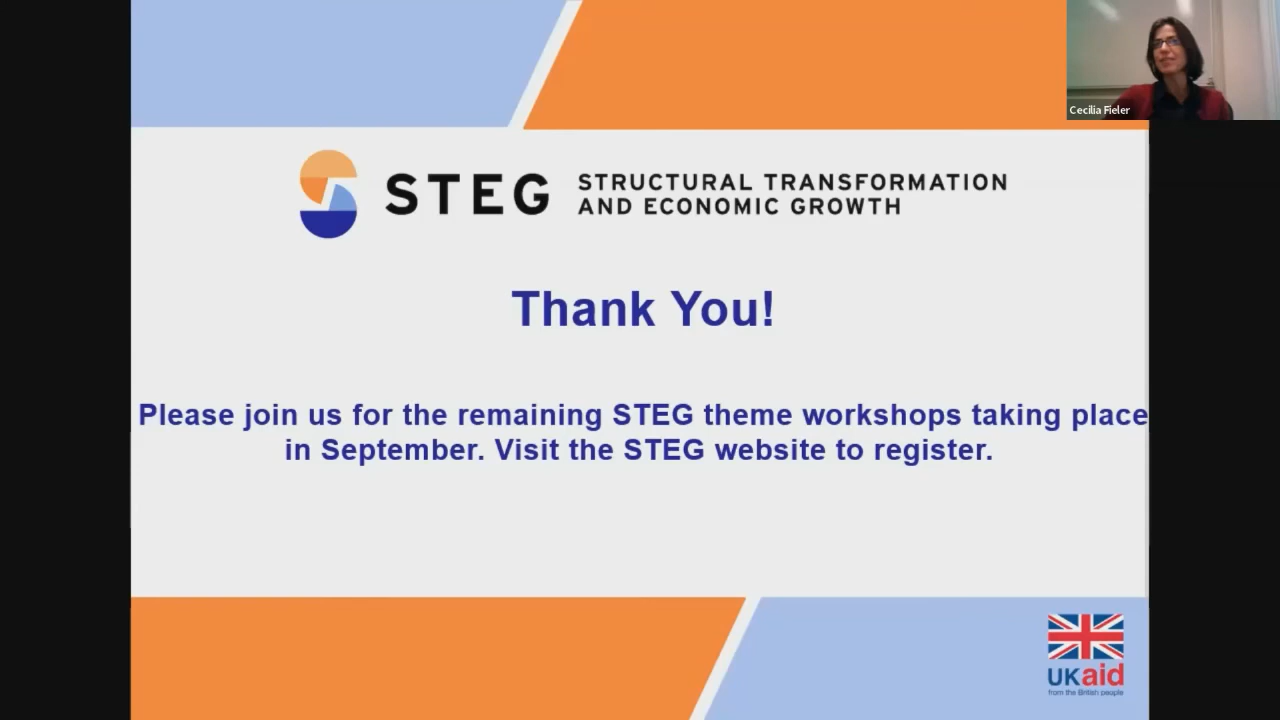 Cecilia Fieler
STEG
STRUCTURAL TRANSFORMATION
AND ECONOMIC GROWTH
Thank You!
Please join us for the remaining STEG theme workshops taking place
in September. Visit the STEG website to register.
UKaid
from the British people